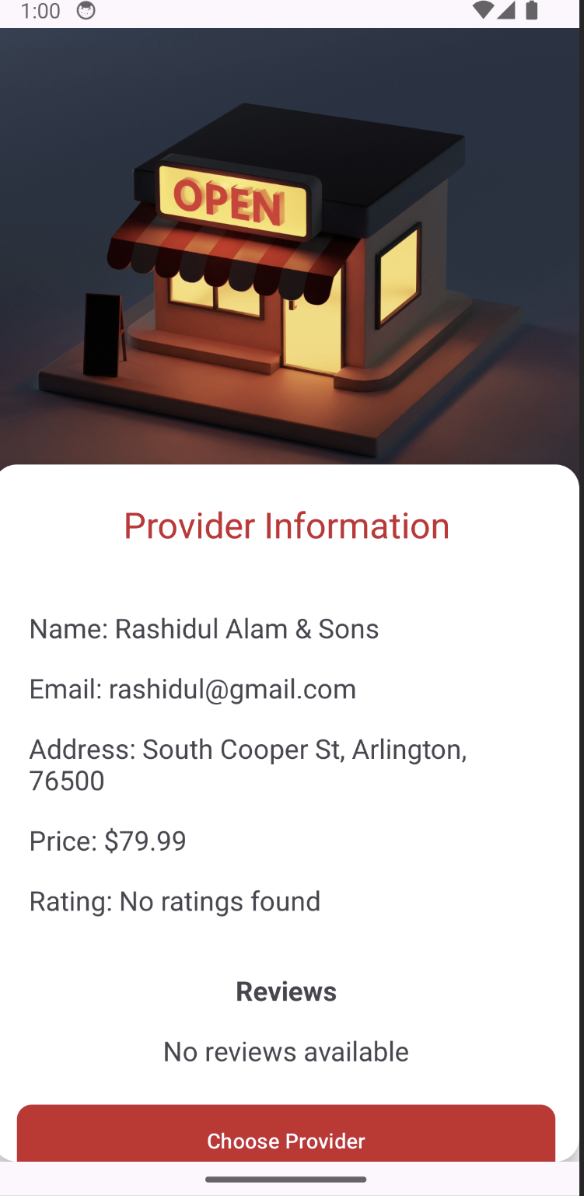 1:00
OPEN
Provider Information
Name: Rashidul Alam & Sons
Email: rashidul@gmail.com
Address: South Cooper St, Arlington,
76500
Price: $79.99
Rating: No ratings found
Reviews
No reviews available
Choose Provider